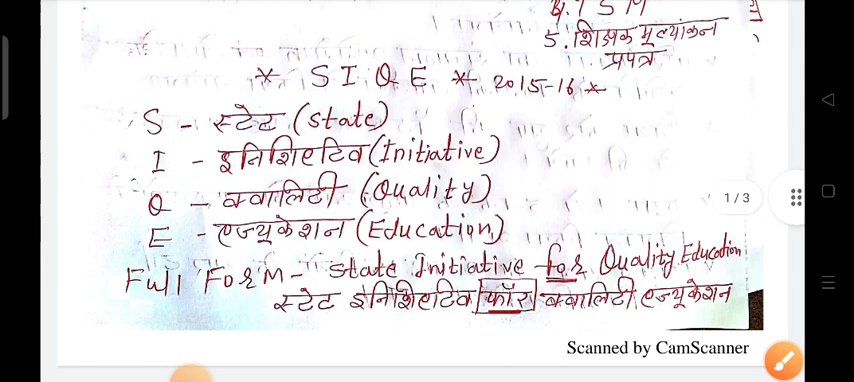 4. T S M
5. शिक्षक मूल्यांकन
प्रपत्र
* S I Q E * 2015-16 *
S - स्टेट (State)
I - इनिशिएटिव (Initiative)
Q - क्वालिटी (Quality)
E - एज्यूकेशन (Education)
Full Form - State Initiative for Quality Education
स्टेट इनिशिएटिव फॉर क्वालिटी एज्यूकेशन
1/3
Scanned by CamScanner